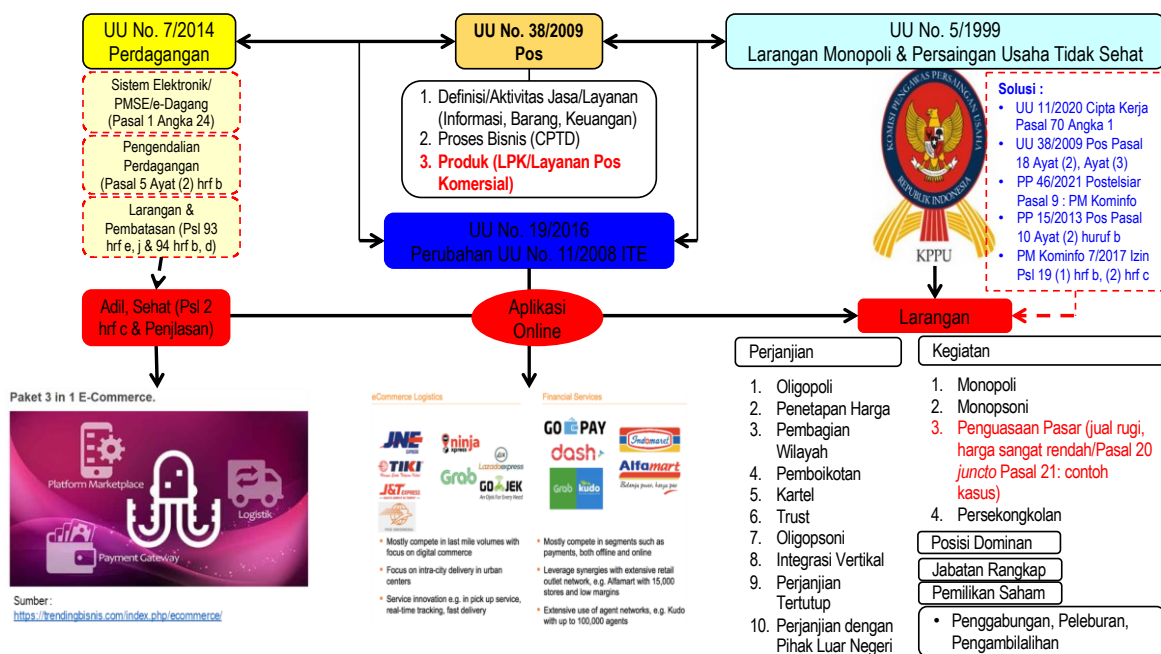 UU No. 7/2014
Perdagangan
UU No. 38/2009
Pos
UU No. 5/1999
Larangan Monopoli & Persaingan Usaha Tidak Sehat
Sistem Elektronik/
PMSE/e-Dagang
(Pasal 1 Angka 24)
Pengendalian
Perdagangan
(Pasal 5 Ayat (2) hrf b
Larangan &
Pembatasan
(Psl 93
hrf e, j & 94 hrf b, d)
1. Definisi/Aktivitas Jasa/Layanan
(Informasi, Barang, Keuangan)
2. Proses Bisnis (CPTD)
3. Produk (LPK/Layanan Pos
Komersial)
UU No. 19/2016
Perubahan UU No. 11/2008 ITE
KOMISI PENGAWAS PERSAINGAN USAHA
REPUBLIK INDONESIA
KPPU
Solusi :
• UU 11/2020 Cipta Kerja
Pasal 70 Angka 1
• UU 38/2009 Pos Pasal
18 Ayat (2), Ayat (3)
• PP 46/2021 Postelsiar
Pasal 9 : PM Kominfo
• PP 15/2013 Pos Pasal
10 Ayat (2) huruf b
• PM Kominfo 7/2017 Izin
Psl 19 (1) hrf b, (2) hrf c
Adil, Sehat (Psl 2
hrf c & Penjlasan)
Aplikasi
Online
Larangan
Paket 3 in 1 E-Commerce.
Platform Marketplace
Logistik
Payment Gateway
Sumber :
https://trendingbisnis.com/index.php/ecommerce/
eCommerce Logistics
JNE
EXPRESS
ninja
xpress
TIKI
Grab
Lazadaexpress
J&T EXPRESS
GO JEK
An Ojek For Every Need
POS INDONESIA
• Mostly compete in last mile volumes with
focus on digital commerce
• Focus on intra-city delivery in urban
centers
• Service innovation e.g. in pick up service,
real-time tracking, fast delivery
Financial Services
GO PAY
Indomaret
dash
Alfamart
Belanja puas, harga pas
Grab kudo
• Mostly compete in segments such as
payments, both offline and online
• Leverage synergies with extensive retail
outlet network, e.g. Alfamart with 15,000
stores and low margins
• Extensive use of agent networks, e.g. Kudo
with up to 100,000 agents
Perjanjian
1. Oligopoli
2. Penetapan Harga
3. Pembagian
Wilayah
4. Pemboikotan
5. Kartel
6. Trust
7. Oligopsoni
8. Integrasi Vertikal
9. Perjanjian
Tertutup
10. Perjanjian dengan
Pihak Luar Negeri
Kegiatan
1. Monopoli
2. Monopsoni
3. Penguasaan Pasar (jual rugi,
harga sangat rendah/Pasal 20
juncto Pasal 21: contoh
kasus)
4. Persekongkolan
Posisi Dominan
Jabatan Rangkap
Pemilikan Saham
• Penggabungan, Peleburan,
Pengambilalihan